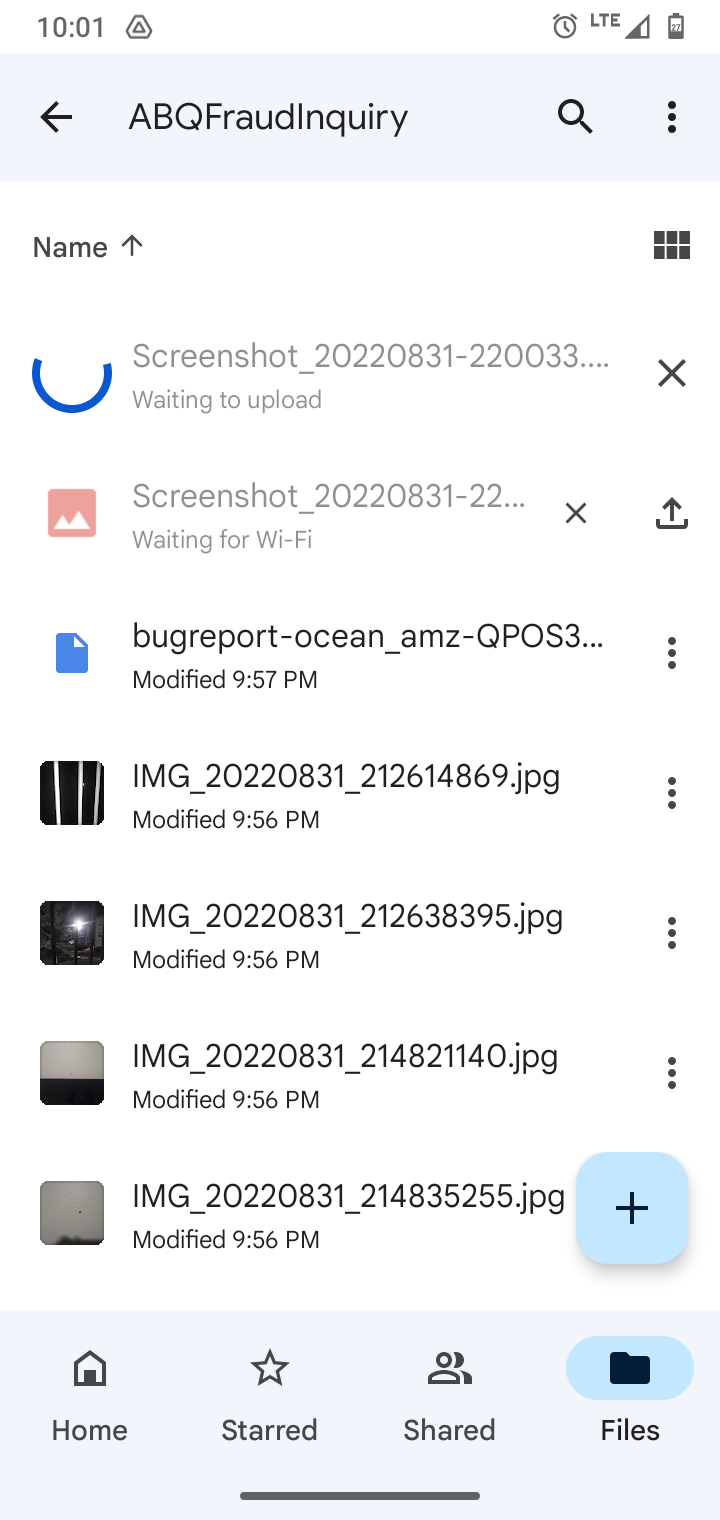 10:01 LTE 27
ABQFraudInquiry
Name
Screenshot_20220831-220033....
Waiting to upload
Screenshot_20220831-22...
Waiting for Wi-Fi
bugreport-ocean_amz-QPOS3...
Modified 9:57 PM
IMG_20220831_212614869.jpg
Modified 9:56 PM
IMG_20220831_212638395.jpg
Modified 9:56 PM
IMG_20220831_214821140.jpg
Modified 9:56 PM
IMG_20220831_214835255.jpg
Modified 9:56 PM
Home Starred Shared Files